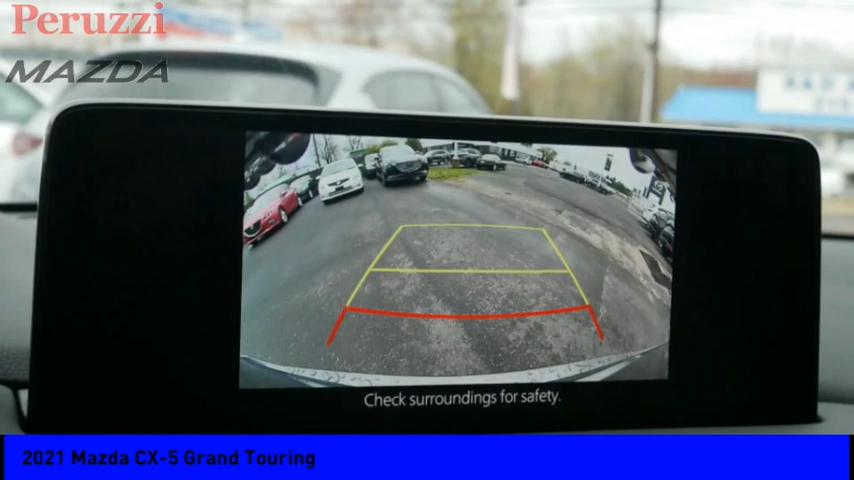 Peruzzi
MAZDA
Check surroundings for safety.
2021 Mazda CX-5 Grand Touring